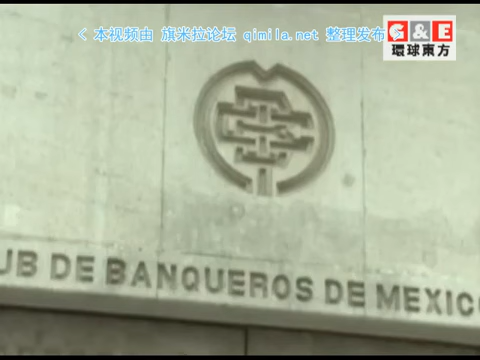 < 本视频由 旗米拉论坛 qimila.net 整理发布 >
G&E
環球東方
UB DE BANQUEROS DE MEXICO